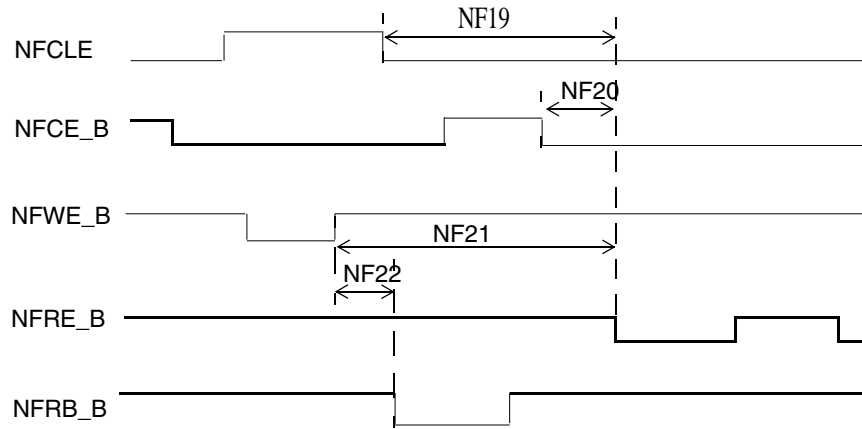 NF19
NFCLE
NF20
NFCE_B
NFWE_B
NF21
NF22
NFRE_B
NFRB_B